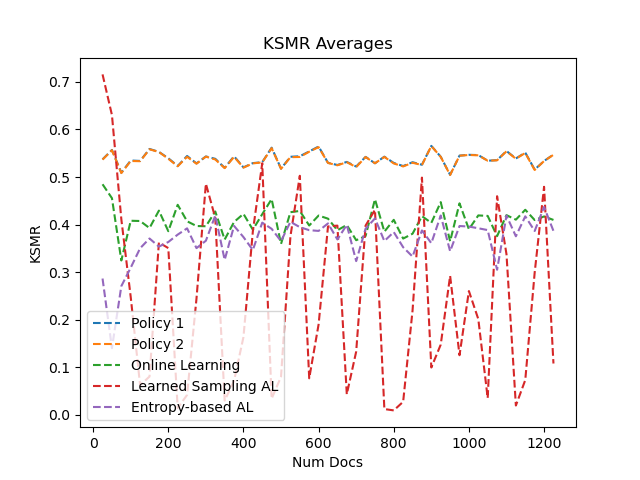 KSMR Averages
KSMR
0.7
0.6
0.5
0.4
0.3
0.2
0.1
0.0
Policy 1
Policy 2
Online Learning
Learned Sampling AL
Entropy-based AL
0
200
400
600
800
1000
1200
Num Docs